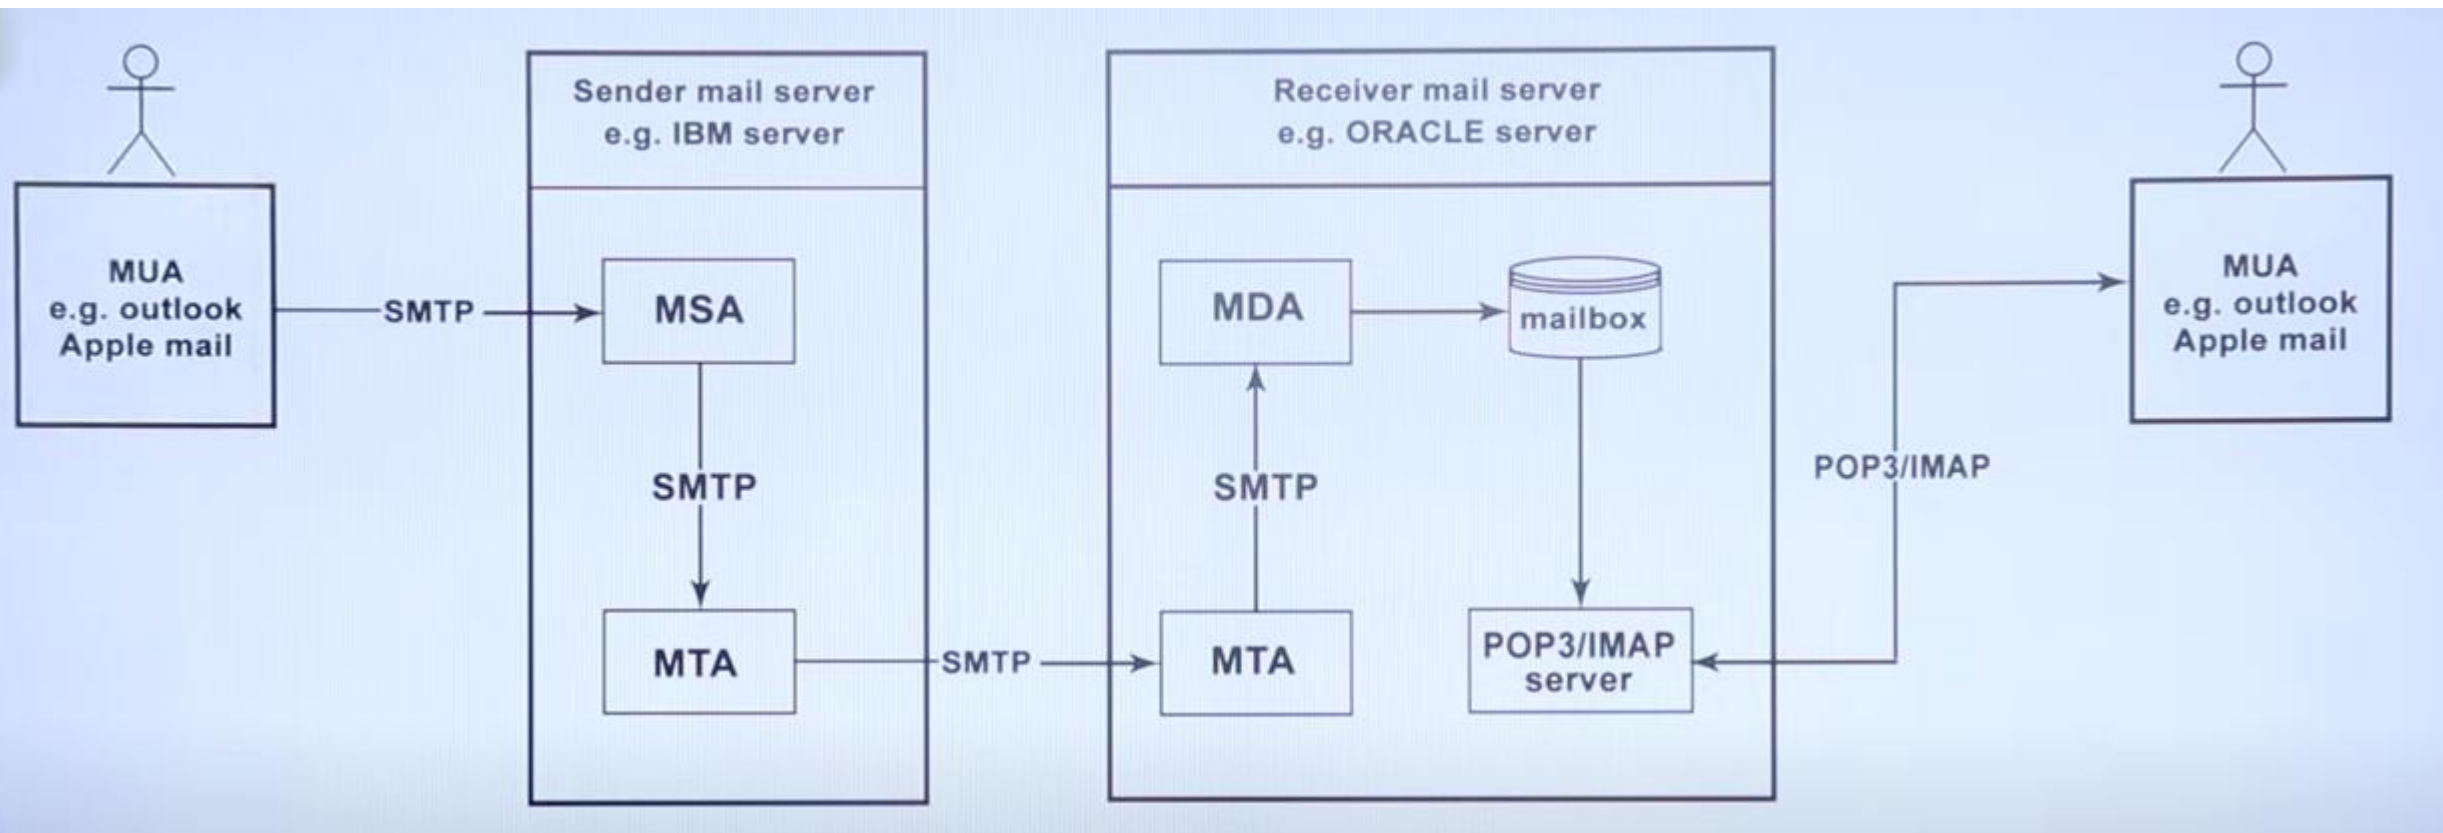 Sender mail server
e.g. IBM server
Receiver mail server
e.g. ORACLE server
MUA
e.g. outlook
Apple mail
SMTP
MSA
SMTP
MTA
SMTP
MTA
SMTP
MDA
mailbox
POP3/IMAP
server
POP3/IMAP
MUA
e.g. outlook
Apple mail